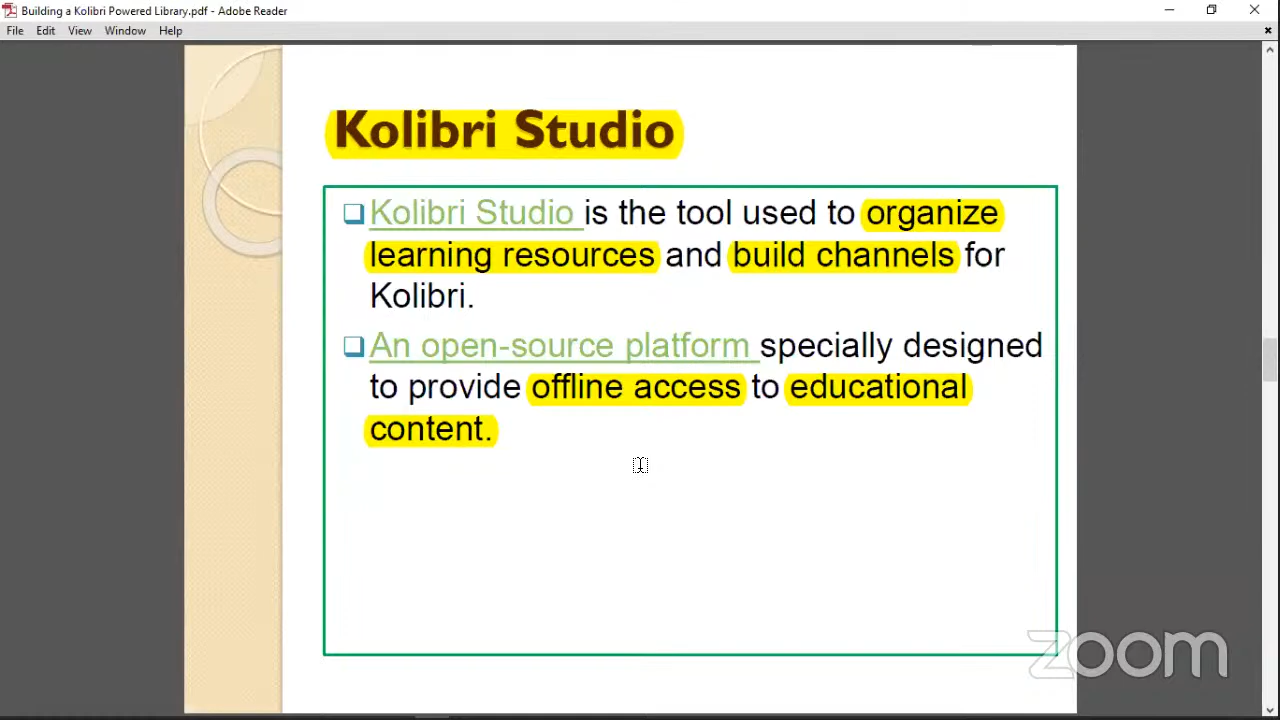 Building a Kolibri Powered Library.pdf - Adobe Reader
File Edit View Window Help
Kolibri Studio
Kolibri Studio is the tool used to organize
learning resources and build channels for
Kolibri.
An open-source platform specially designed
to provide offline access to educational
content.
zoom